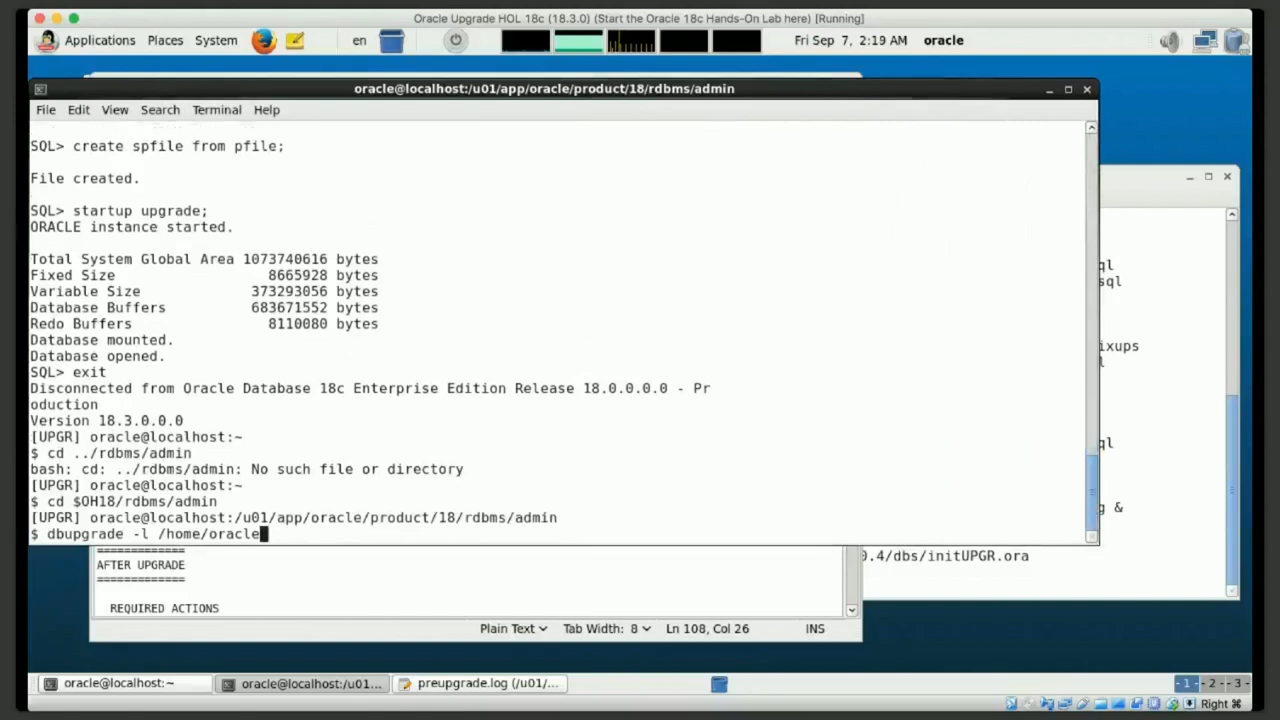 Oracle Upgrade HOL 18c (18.3.0) (Start the Oracle 18c Hands-On Lab here) [Running]
Applications Places System en Fri Sep 7, 2:19 AM oracle
oracle@localhost:/u01/app/oracle/product/18/rdbms/admin
File Edit View Search Terminal Help
SQL> create spfile from pfile;
File created.
SQL> startup upgrade;
ORACLE instance started.
Total System Global Area 1073740616 bytes
Fixed Size 8665928 bytes
Variable Size 373293056 bytes
Database Buffers 683671552 bytes
Redo Buffers 8110080 bytes
Database mounted.
Database opened.
SQL> exit
Disconnected from Oracle Database 18c Enterprise Edition Release 18.0.0.0.0 - Pr
oduction
Version 18.3.0.0.0
[UPGR] oracle@localhost:~
$ cd ../rdbms/admin
bash: cd: ../rdbms/admin: No such file or directory
[UPGR] oracle@localhost:~
$ cd $OH18/rdbms/admin
[UPGR] oracle@localhost:/u01/app/oracle/product/18/rdbms/admin
$ dbupgrade -l /home/oracle
ql
sql
ixups
l
ql
g &
0.4/dbs/initUPGR.ora
=============
AFTER UPGRADE
=============
REQUIRED ACTIONS
Plain Text Tab Width: 8 Ln 108, Col 26 INS
oracle@localhost:~ oracle@localhost:/u01... preupgrade.log (/u01/... - 1 - 2 - 3 -
Right ⌘